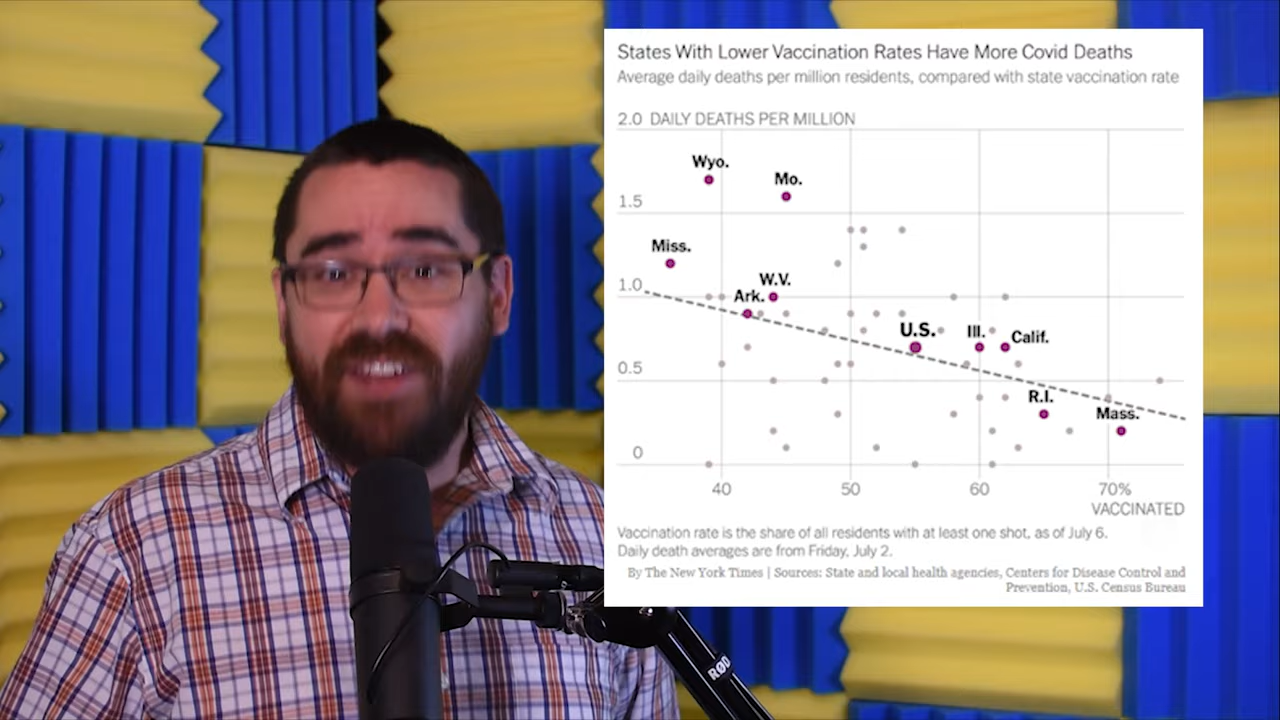 States With Lower Vaccination Rates Have More Covid Deaths
Average daily deaths per million residents, compared with state vaccination rate
2.0 DAILY DEATHS PER MILLION
Wyo.
Mo.
1.5
Miss.
W.V.
1.0
Ark.
U.S.
Ill.
Calif.
0.5
R.I.
Mass.
0
40
50
60
70%
VACCINATED
Vaccination rate is the share of all residents with at least one shot, as of July 6.
Daily death averages are from Friday, July 2.
By The New York Times | Sources: State and local health agencies, Centers for Disease Control and
Prevention, U.S. Census Bureau
RØD